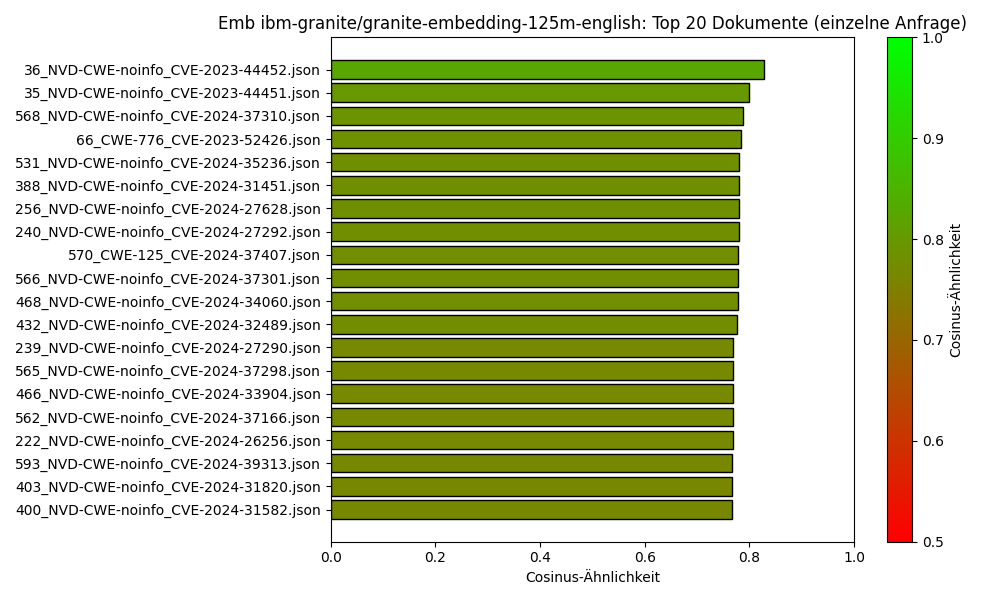 Emb ibm-granite/granite-embedding-125m-english: Top 20 Dokumente (einzelne Anfrage)
36_NVD-CWE-noinfo_CVE-2023-44452.json
35_NVD-CWE-noinfo_CVE-2023-44451.json
568_NVD-CWE-noinfo_CVE-2024-37310.json
66_CWE-776_CVE-2023-52426.json
531_NVD-CWE-noinfo_CVE-2024-35236.json
388_NVD-CWE-noinfo_CVE-2024-31451.json
256_NVD-CWE-noinfo_CVE-2024-27628.json
240_NVD-CWE-noinfo_CVE-2024-27292.json
570_CWE-125_CVE-2024-37407.json
566_NVD-CWE-noinfo_CVE-2024-37301.json
468_NVD-CWE-noinfo_CVE-2024-34060.json
432_NVD-CWE-noinfo_CVE-2024-32489.json
239_NVD-CWE-noinfo_CVE-2024-27290.json
565_NVD-CWE-noinfo_CVE-2024-37298.json
466_NVD-CWE-noinfo_CVE-2024-33904.json
562_NVD-CWE-noinfo_CVE-2024-37166.json
222_NVD-CWE-noinfo_CVE-2024-26256.json
593_NVD-CWE-noinfo_CVE-2024-39313.json
403_NVD-CWE-noinfo_CVE-2024-31820.json
400_NVD-CWE-noinfo_CVE-2024-31582.json
0.0 0.2 0.4 0.6 0.8 1.0
Cosinus-Ähnlichkeit
1.0
0.9
0.8
0.7
0.6
0.5
Cosinus-Ähnlichkeit